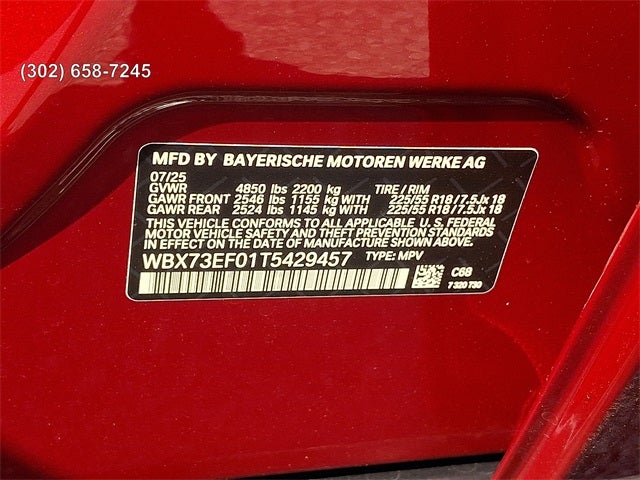 (302) 658-7245
MFD BY BAYERISCHE MOTOREN WERKE AG
07/25
GVWR 4850 lbs 2200 kg TIRE / RIM
GAWR FRONT 2546 lbs 1155 kg WITH 225/55 R18 / 7.5Jx 18
GAWR REAR 2524 lbs 1145 kg WITH 225/55 R18 / 7.5Jx 18
THIS VEHICLE CONFORMS TO ALL APPLICABLE U.S. FEDERAL
MOTOR VEHICLE SAFETY AND THEFT PREVENTION STANDARDS
IN EFFECT ON THE DATE OF MANUFACTURE SHOWN ABOVE.
WBX73EF01T5429457 TYPE: MPV
C68
7 320 730